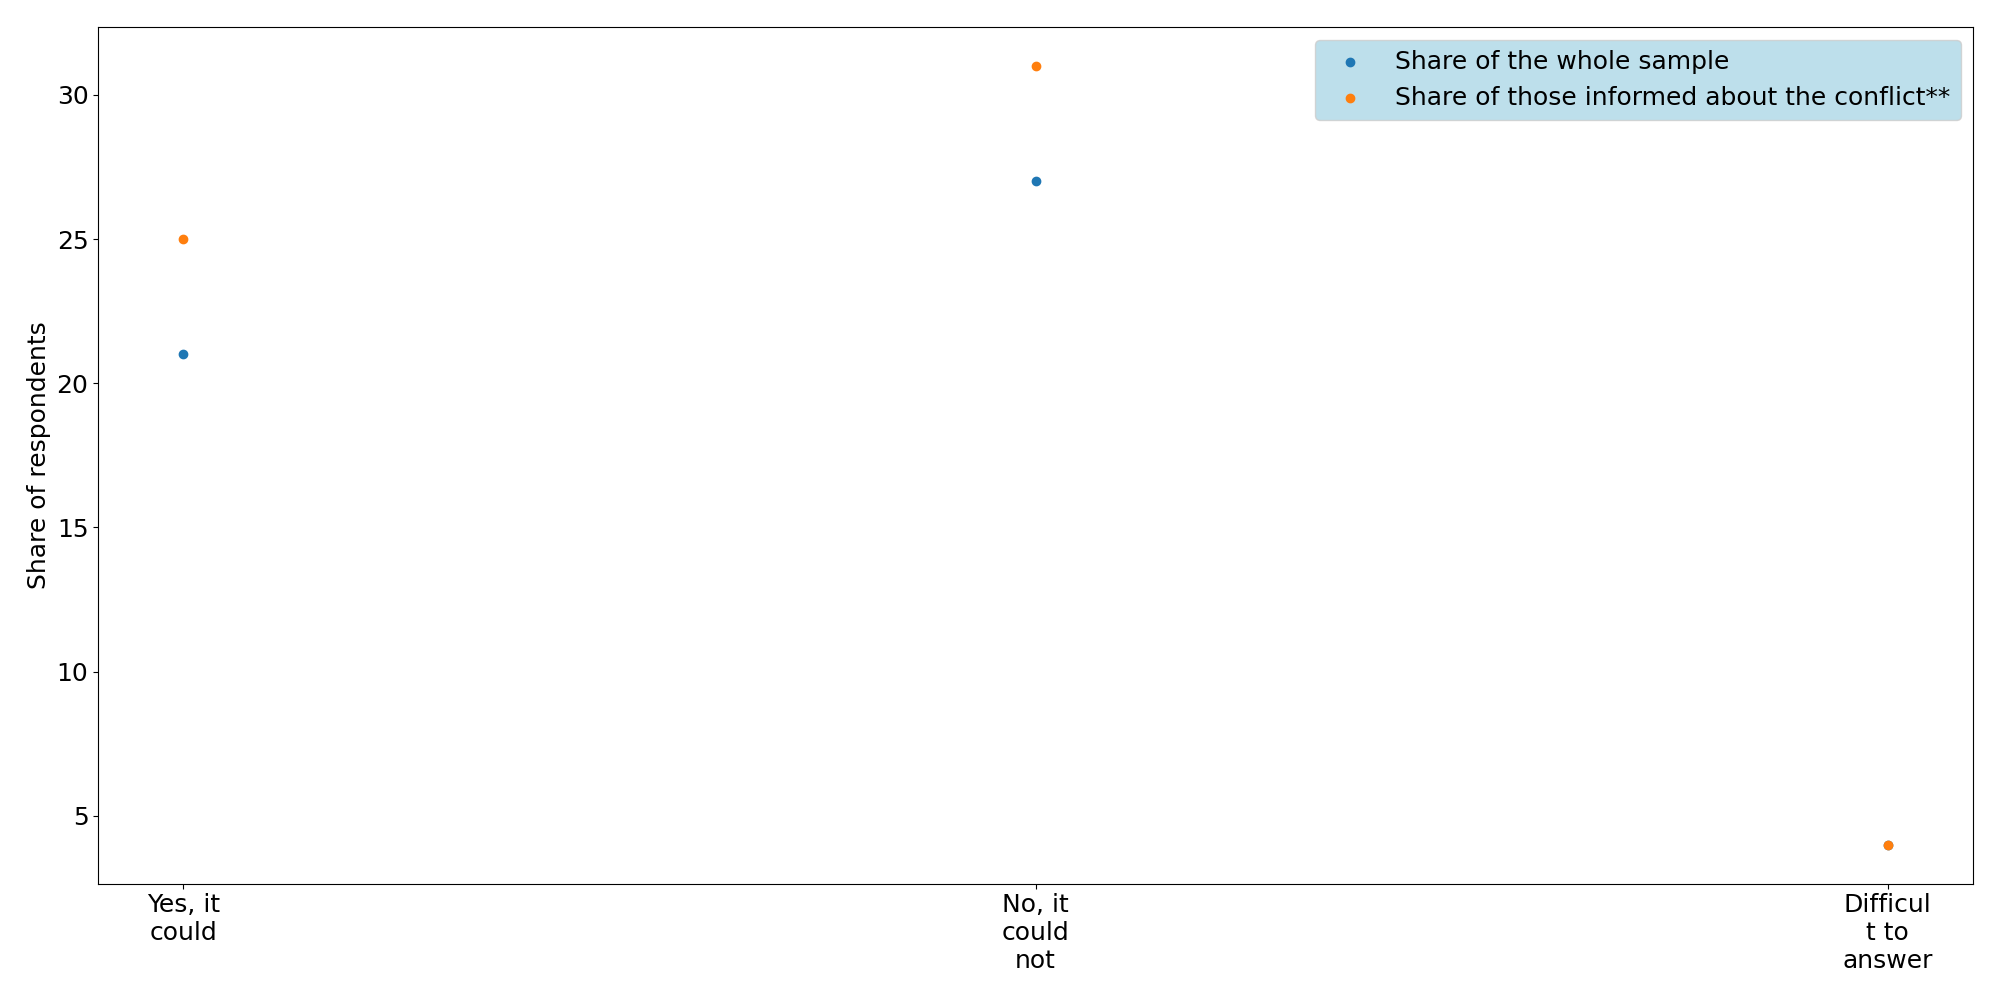 Share of the whole sample
Share of those informed about the conflict**
Share of respondents
30
25
20
15
10
5
Yes, it
could
No, it
could
not
Difficul
t to
answer